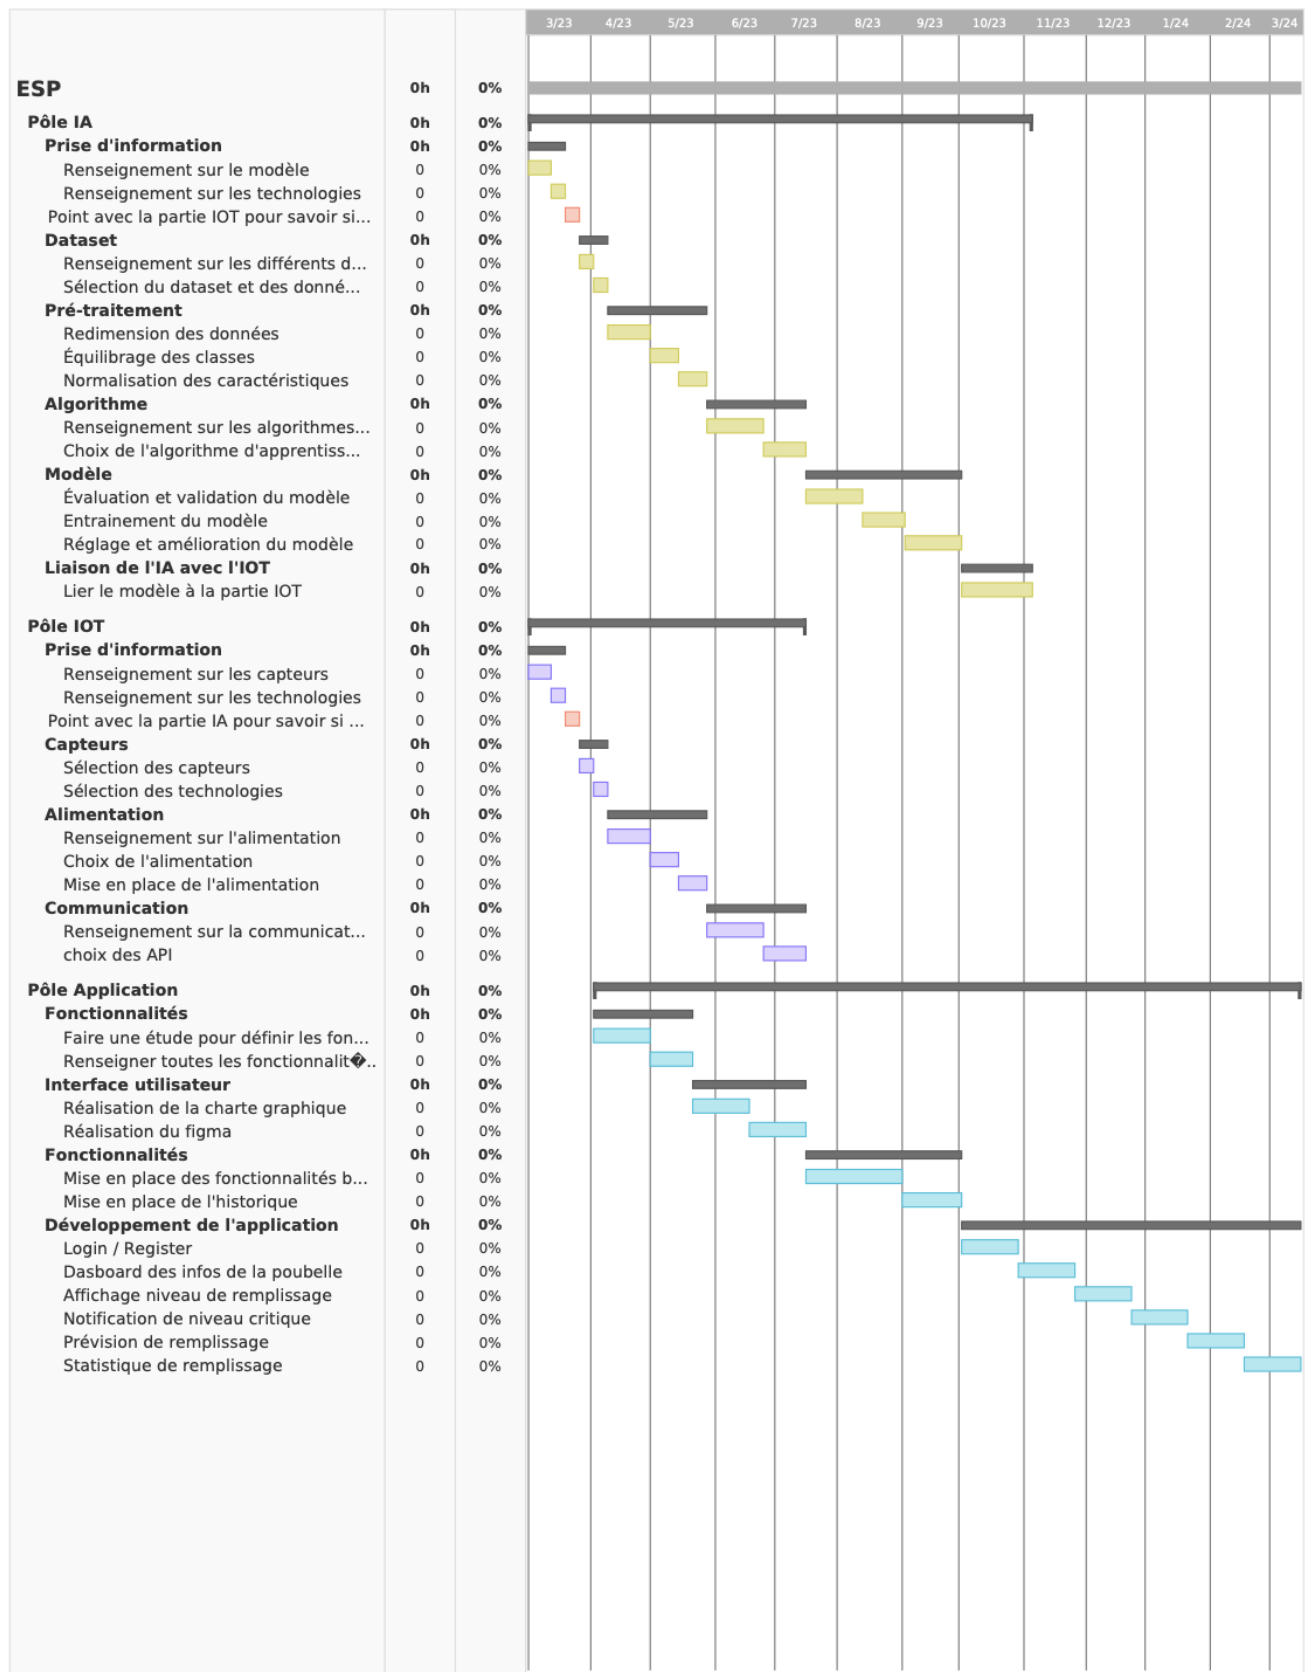 3/23 4/23 5/23 6/23 7/23 8/23 9/23 10/23 11/23 12/23 1/24 2/24 3/24
ESP 0h 0%
Pôle IA 0h 0%
Prise d'information 0h 0%
Renseignement sur le modèle 0 0%
Renseignement sur les technologies 0 0%
Point avec la partie IOT pour savoir si... 0 0%
Dataset 0h 0%
Renseignement sur les différents d... 0 0%
Sélection du dataset et des donné... 0 0%
Pré-traitement 0h 0%
Redimension des données 0 0%
Équilibrage des classes 0 0%
Normalisation des caractéristiques 0 0%
Algorithme 0h 0%
Renseignement sur les algorithmes... 0 0%
Choix de l'algorithme d'apprentiss... 0 0%
Modèle 0h 0%
Évaluation et validation du modèle 0 0%
Entrainement du modèle 0 0%
Réglage et amélioration du modèle 0 0%
Liaison de l'IA avec l'IOT 0h 0%
Lier le modèle à la partie IOT 0 0%
Pôle IOT 0h 0%
Prise d'information 0h 0%
Renseignement sur les capteurs 0 0%
Renseignement sur les technologies 0 0%
Point avec la partie IA pour savoir si ... 0 0%
Capteurs 0h 0%
Sélection des capteurs 0 0%
Sélection des technologies 0 0%
Alimentation 0h 0%
Renseignement sur l'alimentation 0 0%
Choix de l'alimentation 0 0%
Mise en place de l'alimentation 0 0%
Communication 0h 0%
Renseignement sur la communicat... 0 0%
choix des API 0 0%
Pôle Application 0h 0%
Fonctionnalités 0h 0%
Faire une étude pour définir les fon... 0 0%
Renseigner toutes les fonctionnalit�.. 0 0%
Interface utilisateur 0h 0%
Réalisation de la charte graphique 0 0%
Réalisation du figma 0 0%
Fonctionnalités 0h 0%
Mise en place des fonctionnalités b... 0 0%
Mise en place de l'historique 0 0%
Développement de l'application 0h 0%
Login / Register 0 0%
Dasboard des infos de la poubelle 0 0%
Affichage niveau de remplissage 0 0%
Notification de niveau critique 0 0%
Prévision de remplissage 0 0%
Statistique de remplissage 0 0%